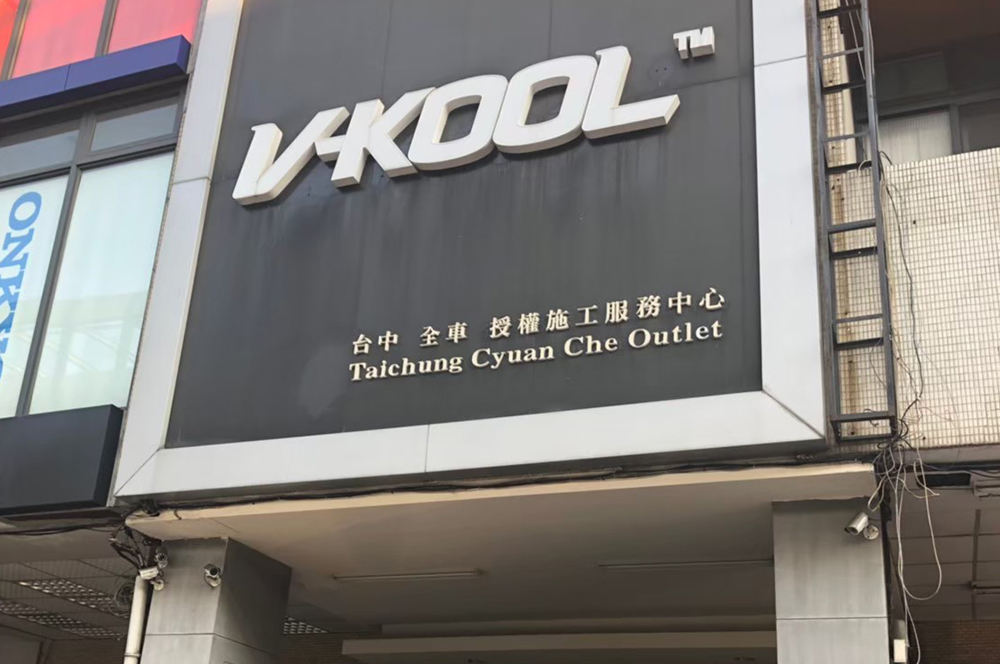 V-KOOL™
台中 全車 授權施工服務中心
Taichung Cyuan Che Outlet